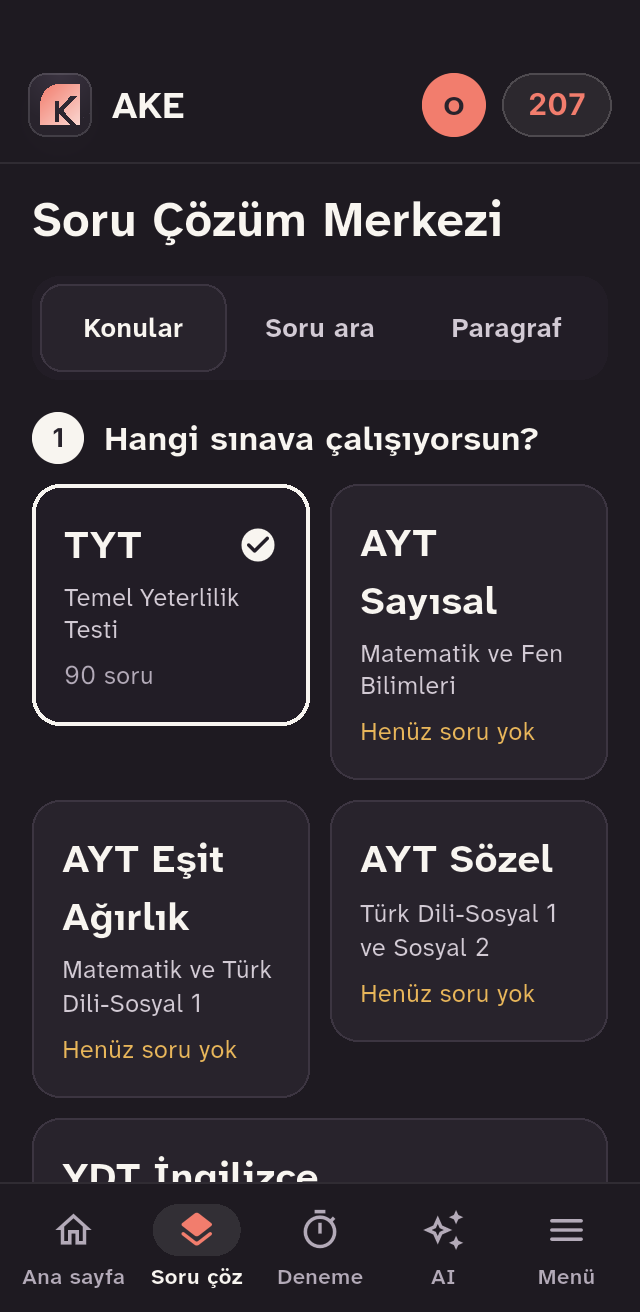 AKE
O
207
Soru Çözüm Merkezi
Konular
Soru ara
Paragraf
1
Hangi sınava çalışıyorsun?
TYT
Temel Yeterlilik
Testi
90 soru
AYT
Sayısal
Matematik ve Fen
Bilimleri
Henüz soru yok
AYT Eşit
Ağırlık
Matematik ve Türk
Dili-Sosyal 1
Henüz soru yok
AYT Sözel
Türk Dili-Sosyal 1
ve Sosyal 2
Henüz soru yok
YDT İngilizce
Ana sayfa
Soru çöz
Deneme
AI
Menü